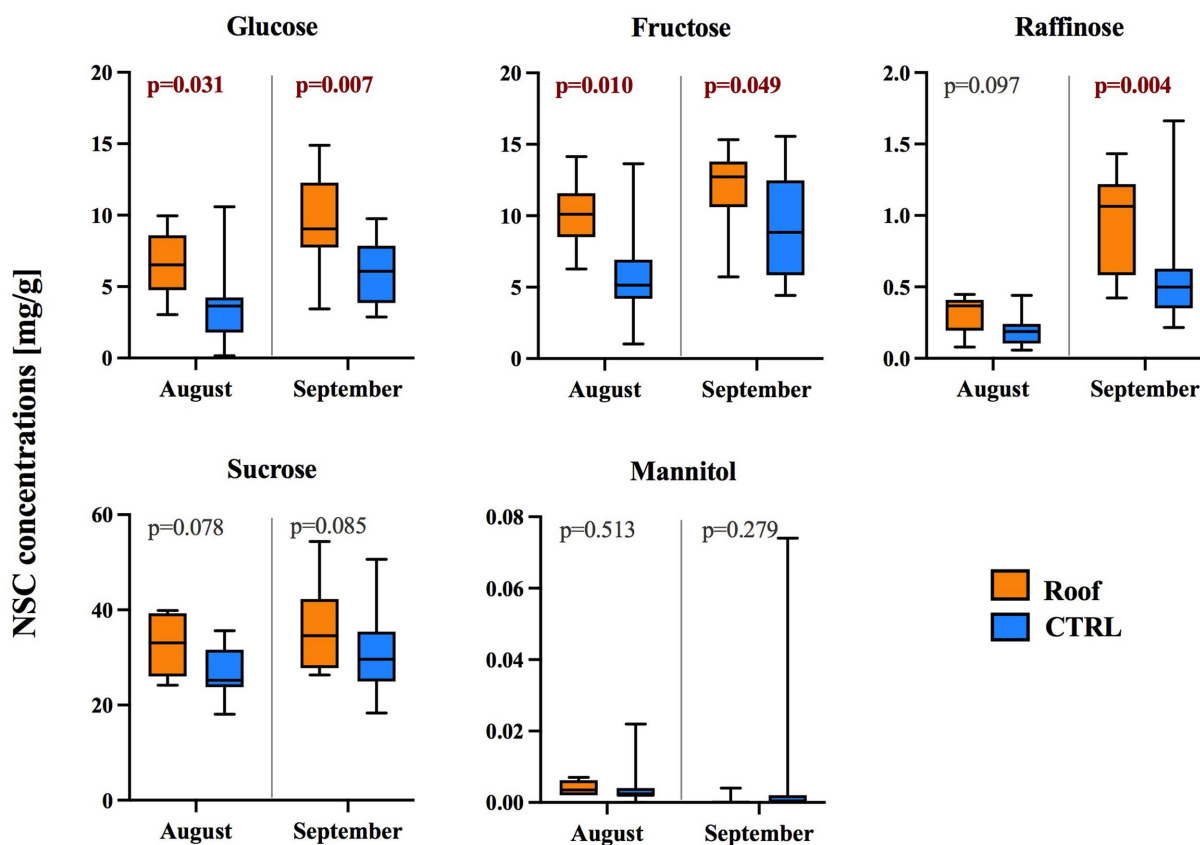 Glucose
Fructose
Raffinose
NSC concentrations [mg/g]
20
15
10
5
0
p=0.031
p=0.007
August
September
20
15
10
5
0
p=0.010
p=0.049
August
September
2.0
1.5
1.0
0.5
0.0
p=0.097
p=0.004
August
September
Sucrose
Mannitol
60
40
20
0
p=0.078
p=0.085
August
September
0.08
0.06
0.04
0.02
0.00
p=0.513
p=0.279
August
September
Roof
CTRL